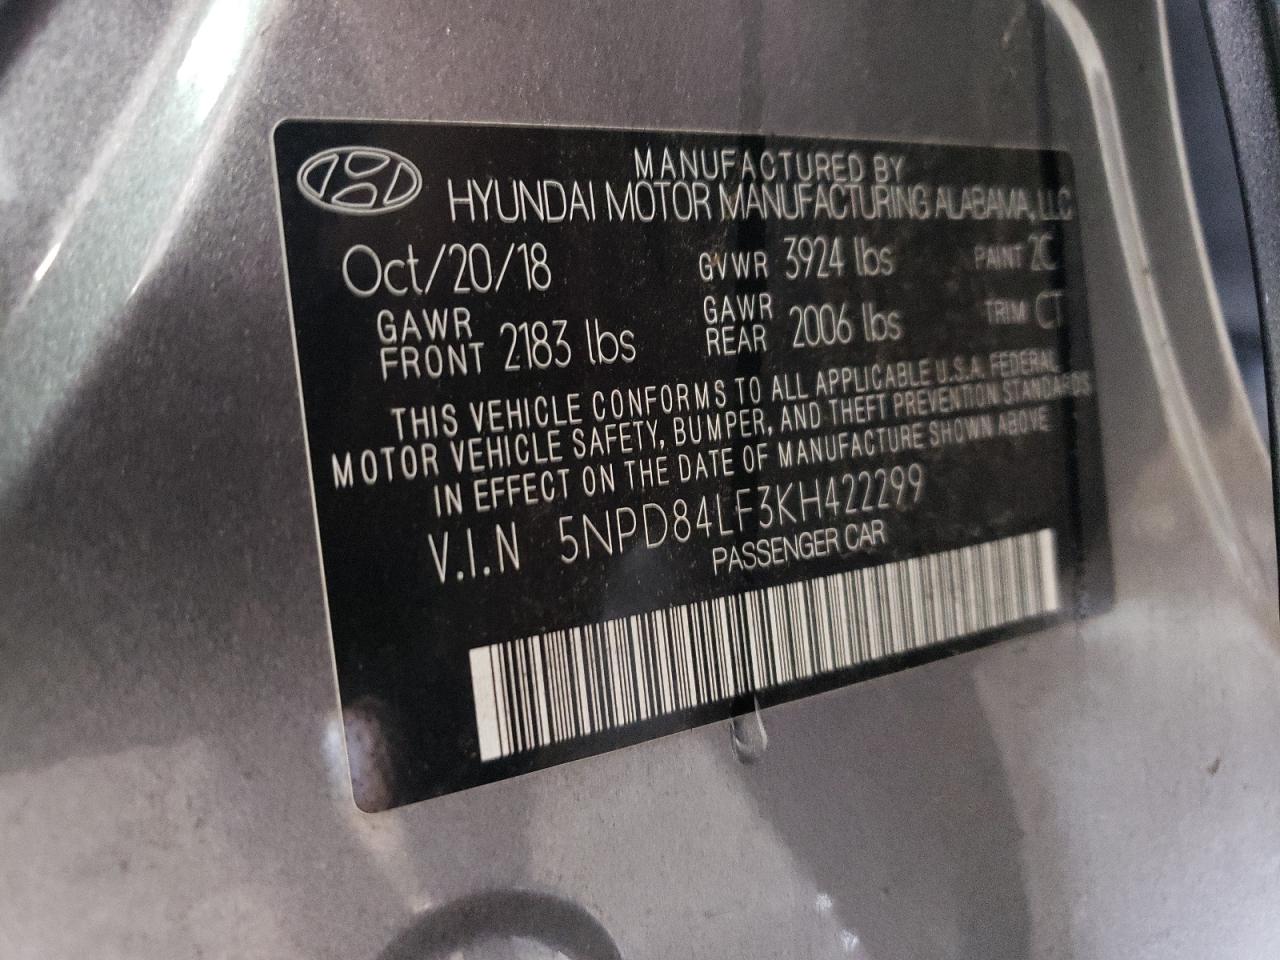 MANUFACTURED BY
HYUNDAI MOTOR MANUFACTURING ALABAMA, LLC
Oct/20/18 GVWR 3924 lbs PAINT 2C
GAWR FRONT 2183 lbs GAWR REAR 2006 lbs TRIM CT
THIS VEHICLE CONFORMS TO ALL APPLICABLE U.S.A. FEDERAL
MOTOR VEHICLE SAFETY, BUMPER, AND THEFT PREVENTION STANDARDS
IN EFFECT ON THE DATE OF MANUFACTURE SHOWN ABOVE
V.I.N 5NPD84LF3KH422299
PASSENGER CAR